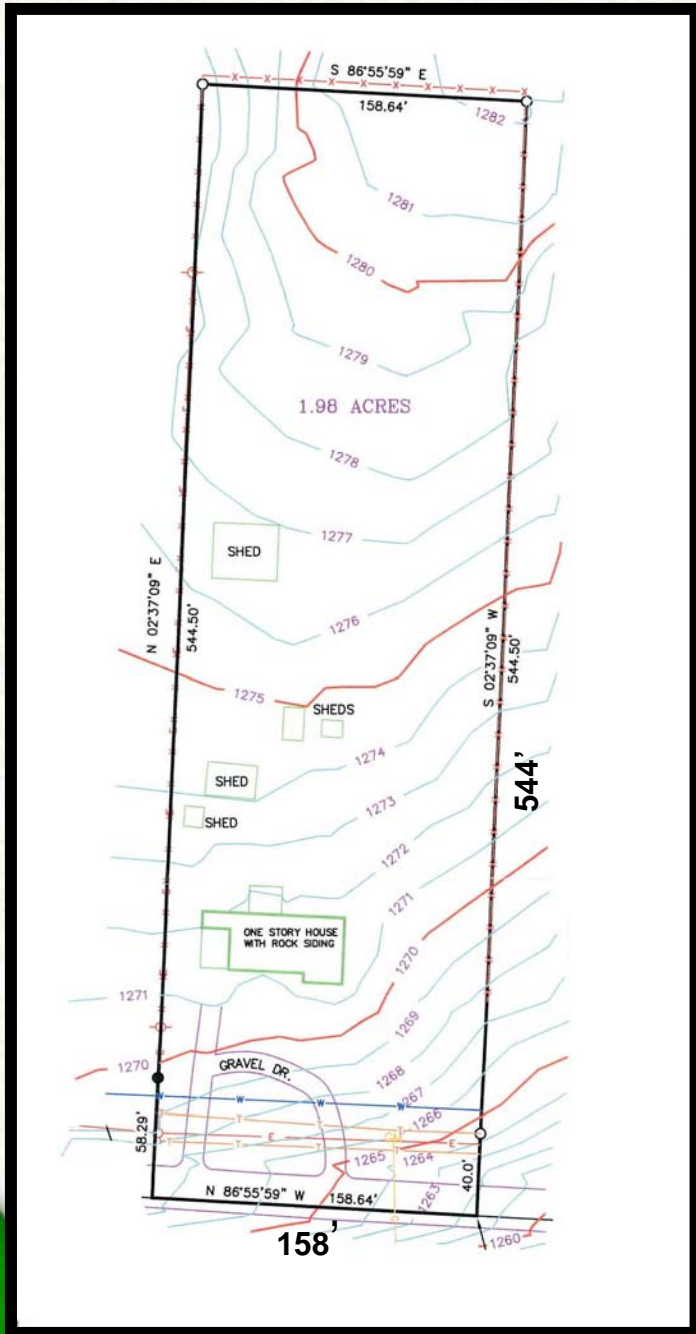 S 86°55'59" E
158.64'
1282
1281
1280
1279
1.98 ACRES
1278
1277
SHED
N 02°37'09" E
544.50'
1276
S 02°37'09" W
544.50'
1275
SHEDS
544'
1274
SHED
1273
SHED
1272
1271
ONE STORY HOUSE
WITH ROCK SIDING
1270
1271
1269
1270
GRAVEL DR.
1268
1267
W W W W
1266
T T T T
E E
T T T T
58.29'
1265
1264
40.0'
1263
N 86°55'59" W 158.64'
158'
1260